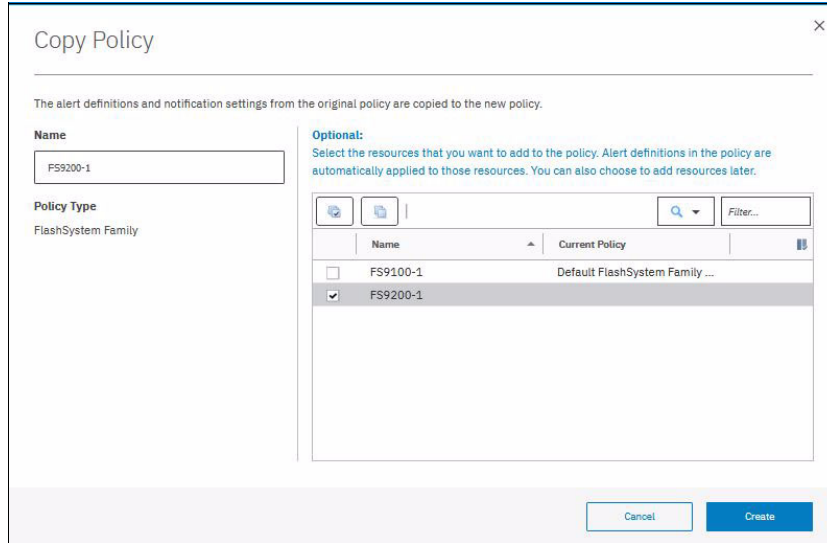 Copy Policy
The alert definitions and notification settings from the original policy are copied to the new policy.
Name
FS9200-1
Policy Type
FlashSystem Family
Optional:
Select the resources that you want to add to the policy. Alert definitions in the policy are
automatically applied to those resources. You can also choose to add resources later.
Filter...
Name Current Policy
FS9100-1 Default FlashSystem Family ...
FS9200-1
Cancel Create